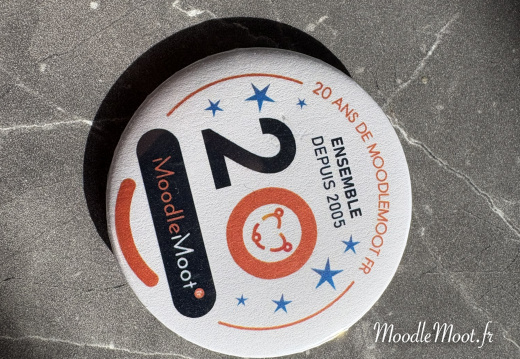 20 ANS DE MOODLEMOOT.FR
ENSEMBLE
DEPUIS 2005
20
MoodleMoot
MoodleMoot.fr